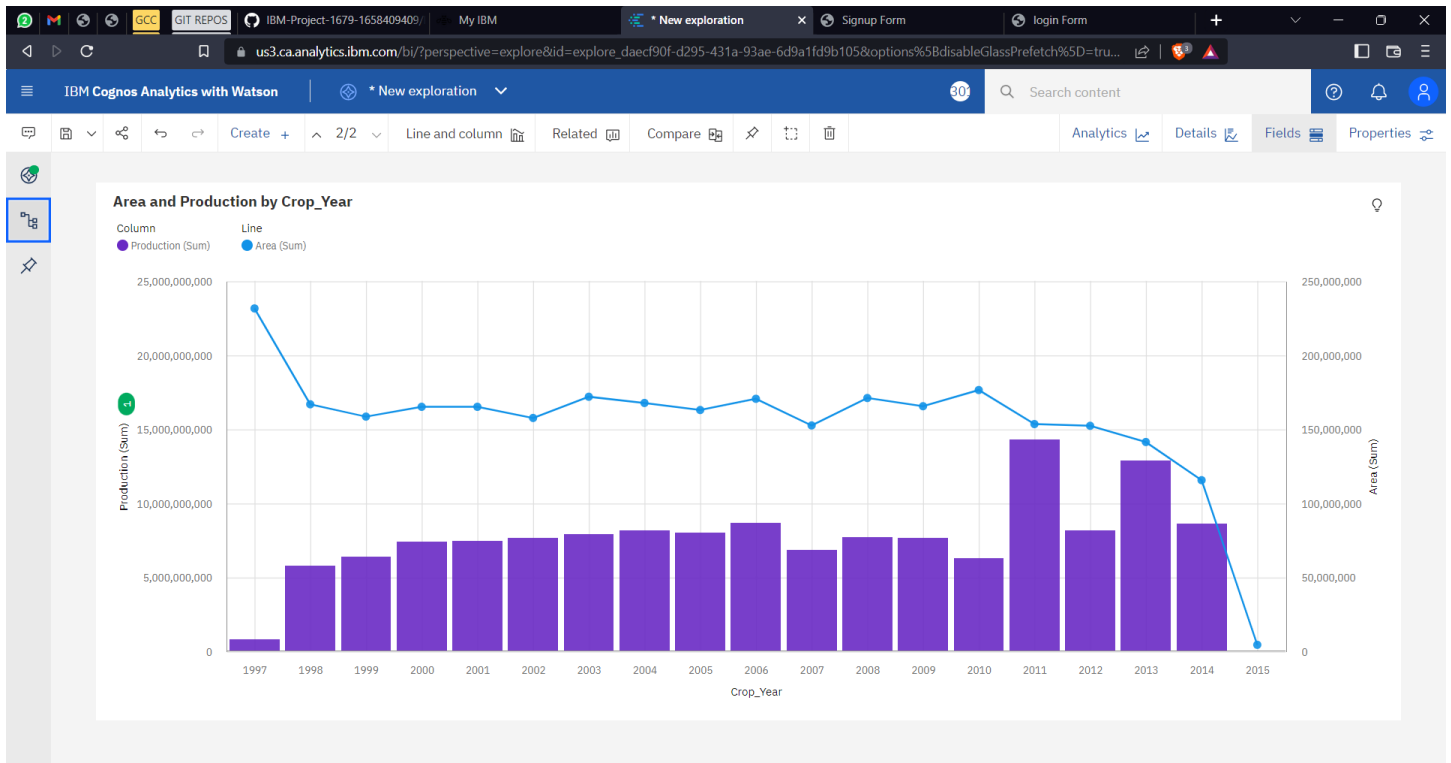 2 GCC GIT REPOS IBM-Project-1679-1658409409/ My IBM * New exploration Signup Form login Form
us3.ca.analytics.ibm.com/bi/?perspective=explore&id=explore_daecf90f-d295-431a-93ae-6d9a1fd9b105&options%5BdisableGlassPrefetch%5D=tru... 3
IBM Cognos Analytics with Watson * New exploration 30 Search content
Create + 2/2 Line and column Related Compare Analytics Details Fields Properties
Area and Production by Crop_Year
Column Line
Production (Sum) Area (Sum)
25,000,000,000 250,000,000
20,000,000,000 200,000,000
15,000,000,000 150,000,000
10,000,000,000 100,000,000
5,000,000,000 50,000,000
0 0
1
Production (Sum)
Area (Sum)
1997 1998 1999 2000 2001 2002 2003 2004 2005 2006 2007 2008 2009 2010 2011 2012 2013 2014 2015
Crop_Year